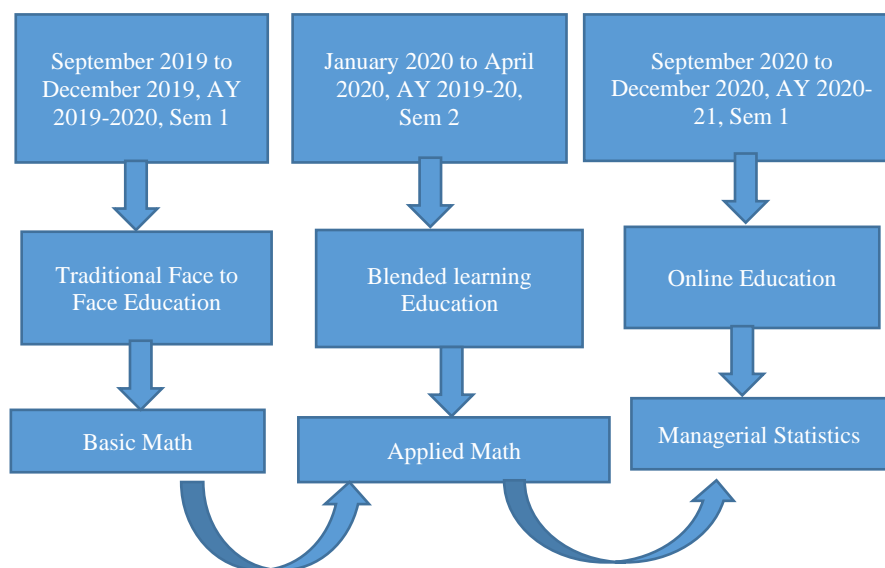 September 2019 to
December 2019, AY
2019-2020, Sem 1
January 2020 to April
2020, AY 2019-20,
Sem 2
September 2020 to
December 2020, AY 2020-
21, Sem 1
Traditional Face to
Face Education
Blended learning
Education
Online Education
Basic Math
Applied Math
Managerial Statistics